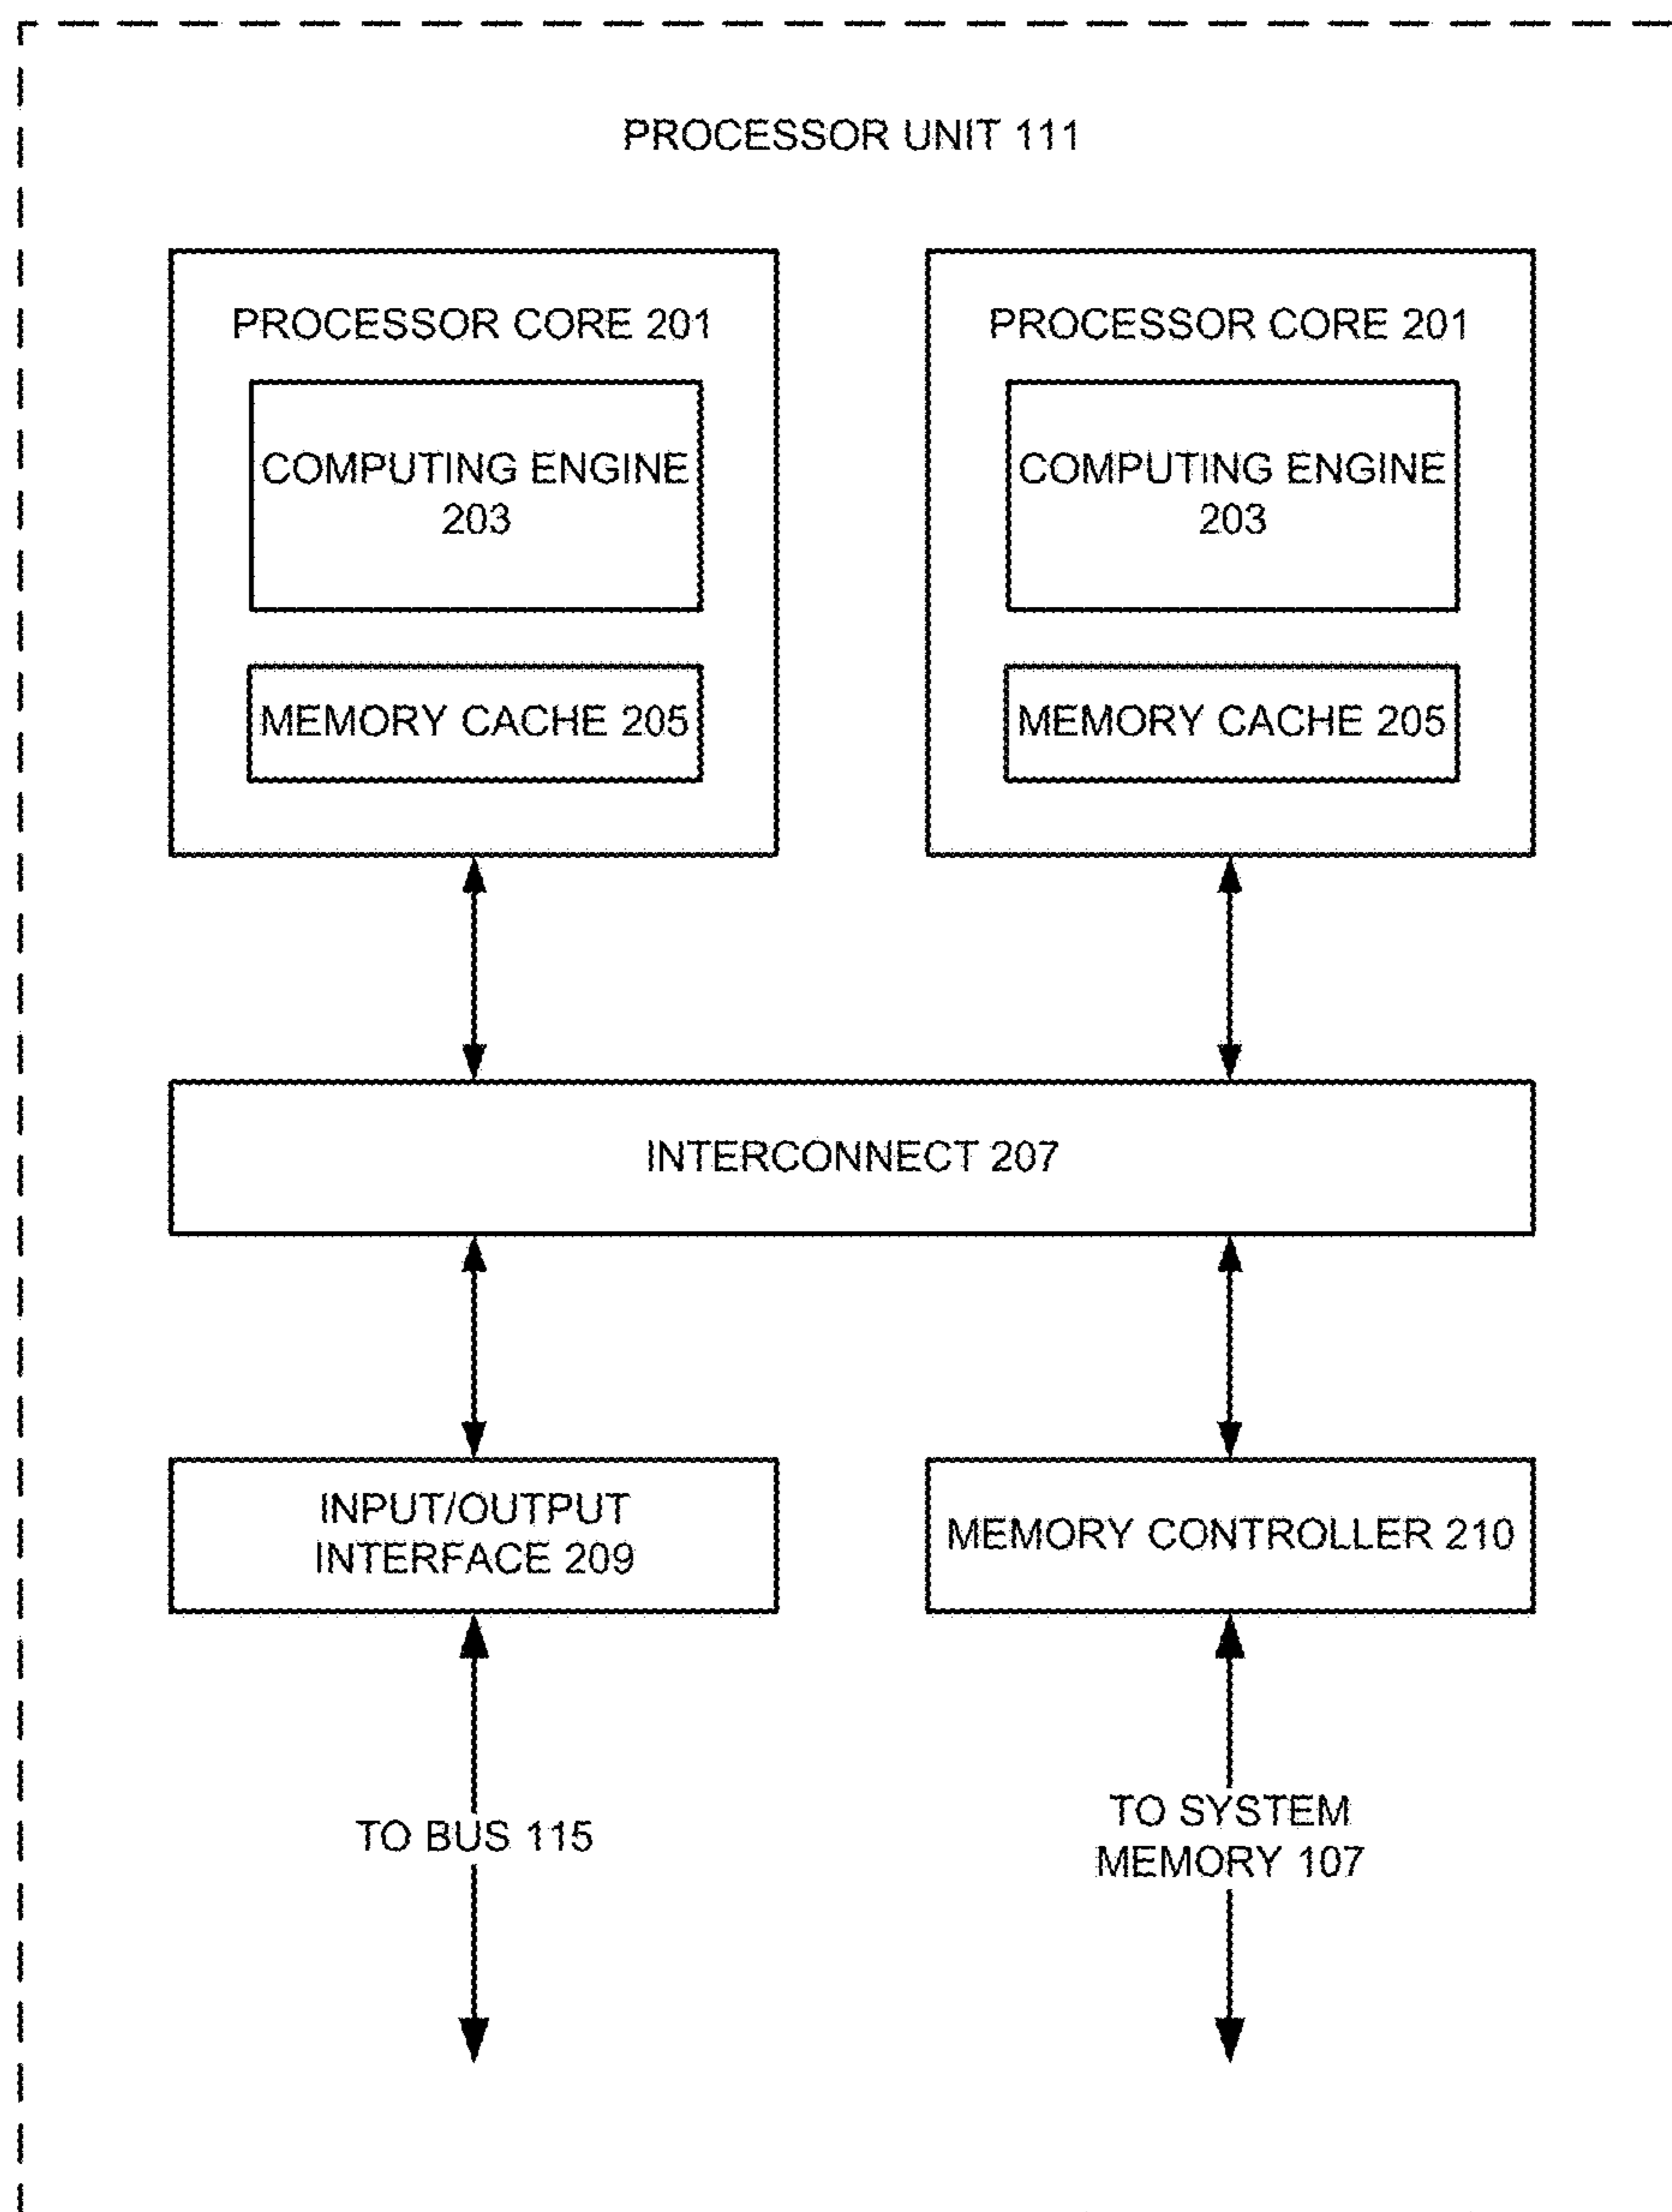 PROCESSOR UNIT 111
PROCESSOR CORE 201
COMPUTING ENGINE
203
MEMORY CACHE 205
PROCESSOR CORE 201
COMPUTING ENGINE
203
MEMORY CACHE 205
INTERCONNECT 207
INPUT/OUTPUT
INTERFACE 209
MEMORY CONTROLLER 210
TO BUS 115
TO SYSTEM
MEMORY 107